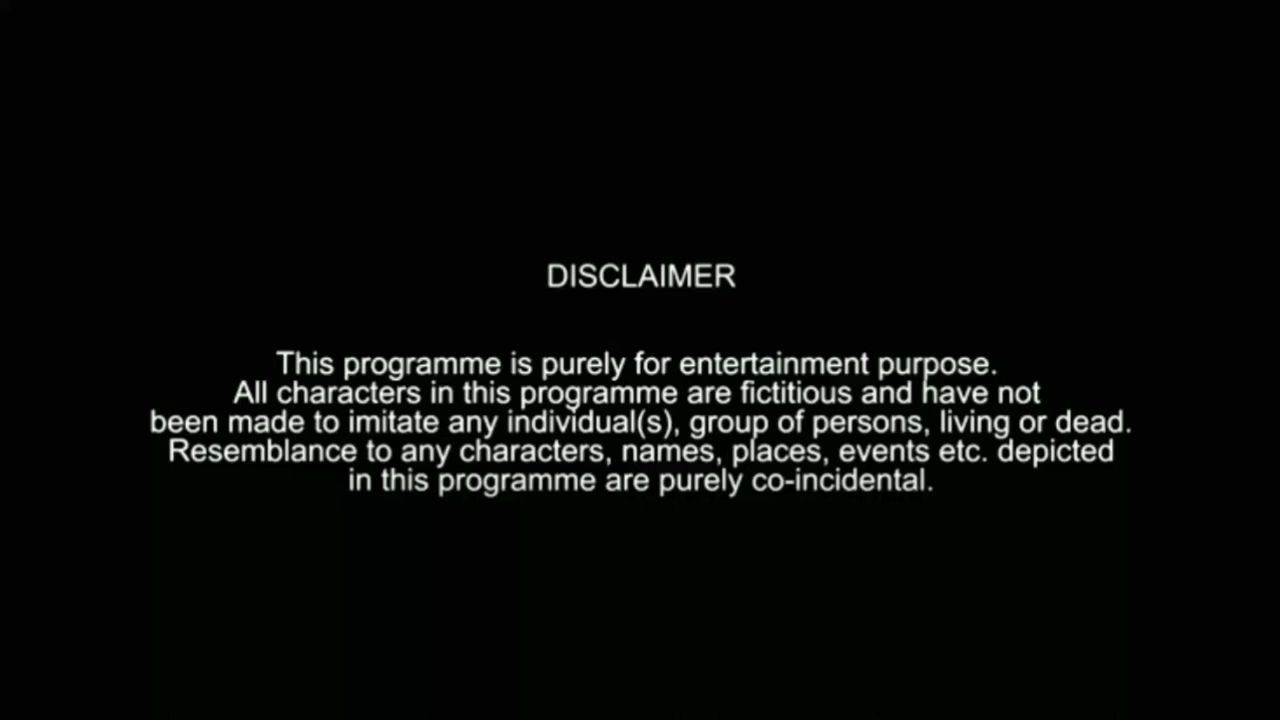 DISCLAIMER
This programme is purely for entertainment purpose.
All characters in this programme are fictitious and have not
been made to imitate any individual(s), group of persons, living or dead.
Resemblance to any characters, names, places, events etc. depicted
in this programme are purely co-incidental.